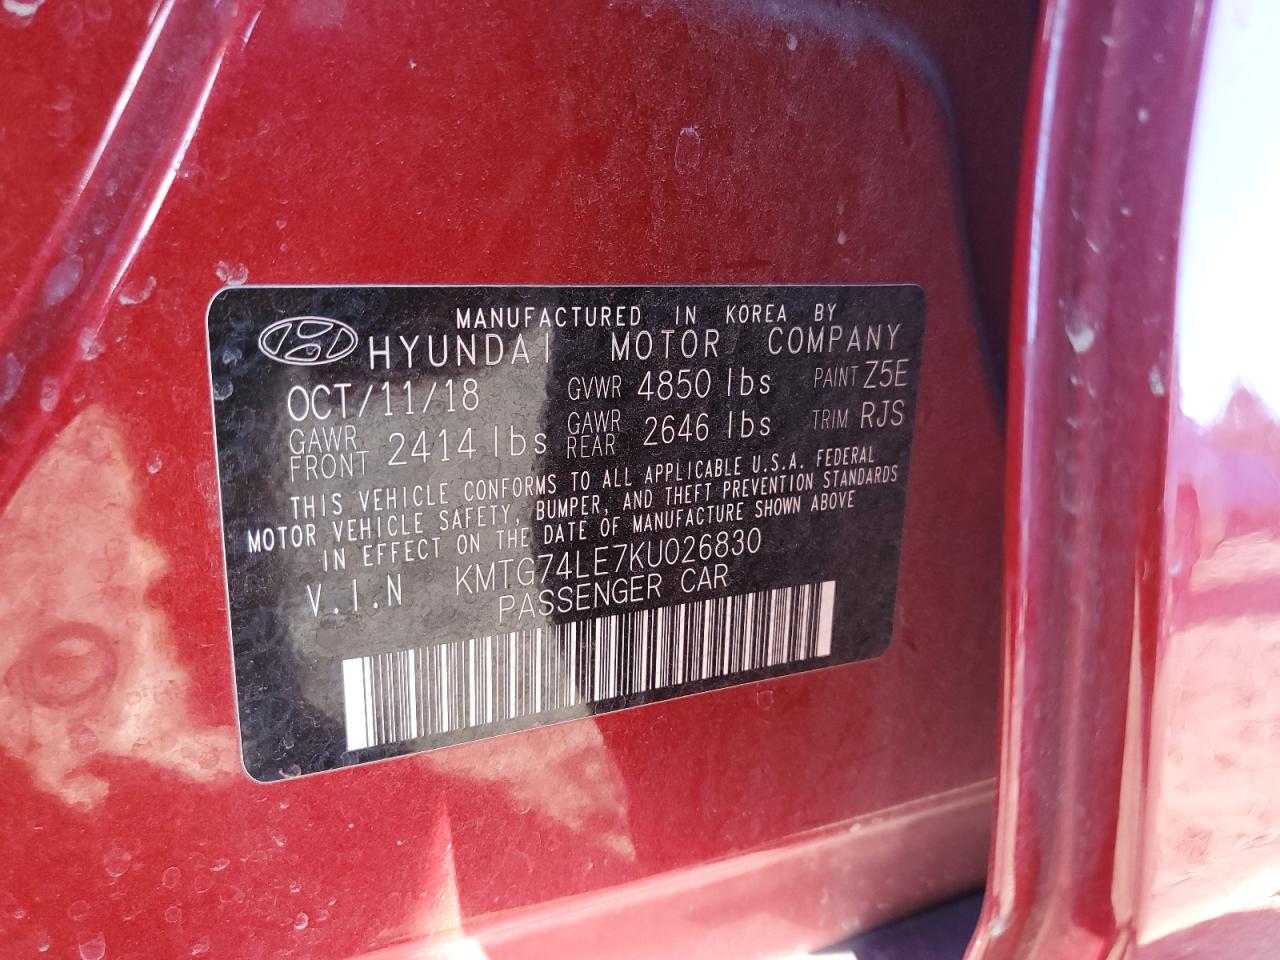 MANUFACTURED IN KOREA BY
HYUNDAI MOTOR COMPANY
OCT/11/18 GVWR 4850 lbs PAINT Z5E
GAWR FRONT 2414 lbs GAWR REAR 2646 lbs TRIM RJS
THIS VEHICLE CONFORMS TO ALL APPLICABLE U.S.A. FEDERAL
MOTOR VEHICLE SAFETY, BUMPER, AND THEFT PREVENTION STANDARDS
IN EFFECT ON THE DATE OF MANUFACTURE SHOWN ABOVE
V.I.N KMTG74LE7KU026830
PASSENGER CAR